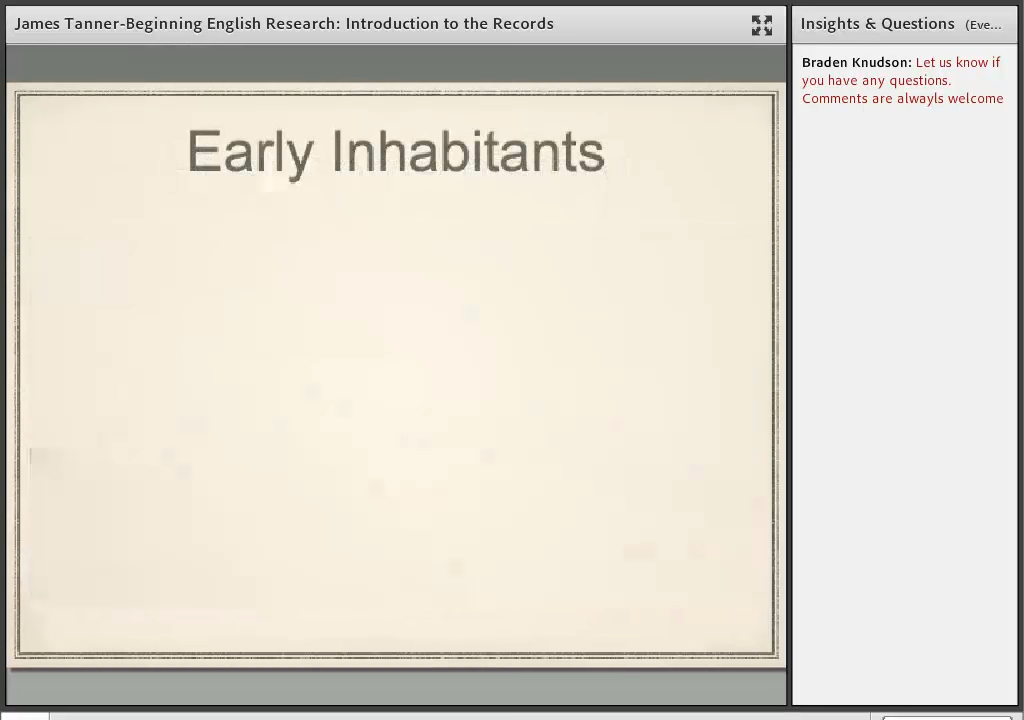 James Tanner-Beginning English Research: Introduction to the Records
Insights & Questions (Eve...
Braden Knudson: Let us know if
you have any questions.
Comments are alwayls welcome
Early Inhabitants